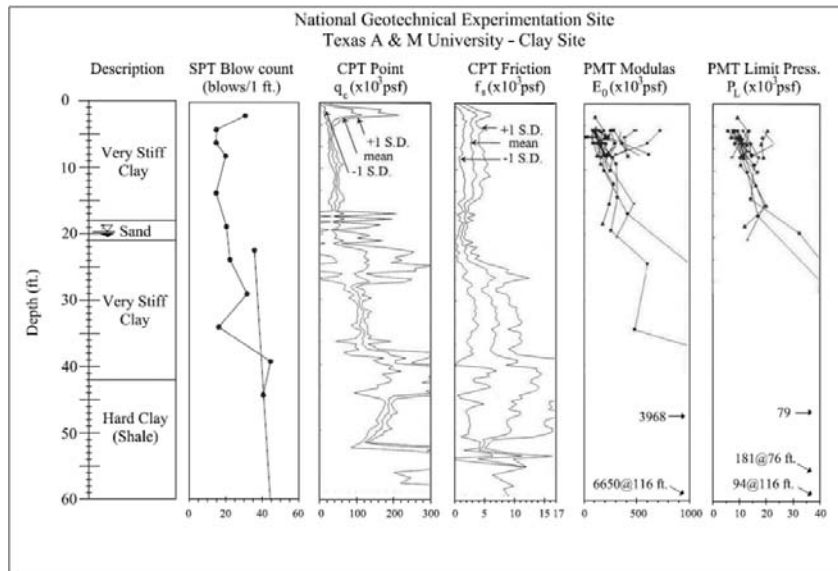 National Geotechnical Experimentation Site
Texas A & M University - Clay Site
Description
SPT Blow count
(blows/1 ft.)
CPT Point
qc (x10³psf)
CPT Friction
fs (x10³psf)
PMT Modulas
E0 (x10³psf)
PMT Limit Press.
PL (x10³psf)
Depth (ft.)
0
10
20
30
40
50
60
Very Stiff
Clay
Sand
Very Stiff
Clay
Hard Clay
(Shale)
+1 S.D.
mean
-1 S.D.
+1 S.D.
mean
-1 S.D.
3968
6650@116 ft.
79
181@76 ft.
94@116 ft.
0 20 40 60
0 100 200 300
0 5 10 15 17
0 500 1000
0 10 20 30 40